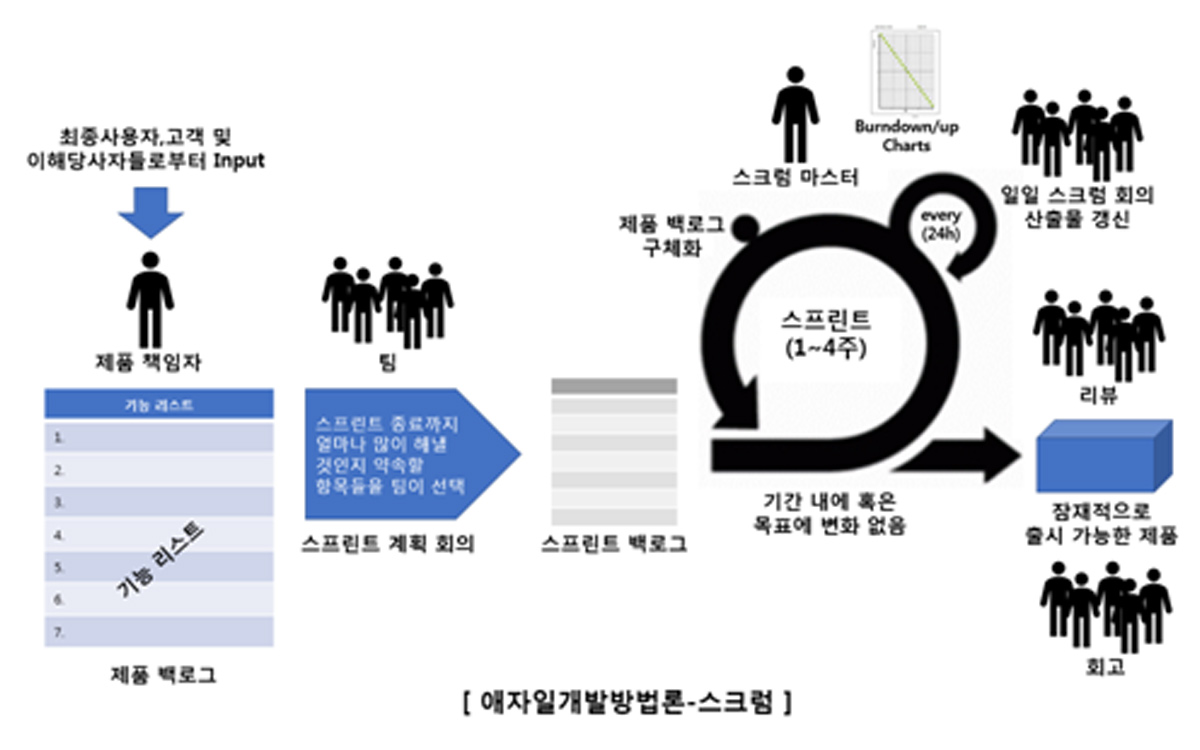 최종사용자,고객 및
이해당사자들로부터 Input
제품 책임자
기능 리스트
1.
2.
3.
4.
5.
6.
7.
기능 리스트
제품 백로그
팀
스프린트 종료까지
얼마나 많이 해낼
것인지 약속할
항목들을 팀이 선택
스프린트 계획 회의
스프린트 백로그
스크럼 마스터
Burndown/up
Charts
제품 백로그
구체화
every
(24h)
일일 스크럼 회의
산출물 갱신
스프린트
(1~4주)
기간 내에 혹은
목표에 변화 없음
리뷰
잠재적으로
출시 가능한 제품
회고
[ 애자일개발방법론-스크럼 ]